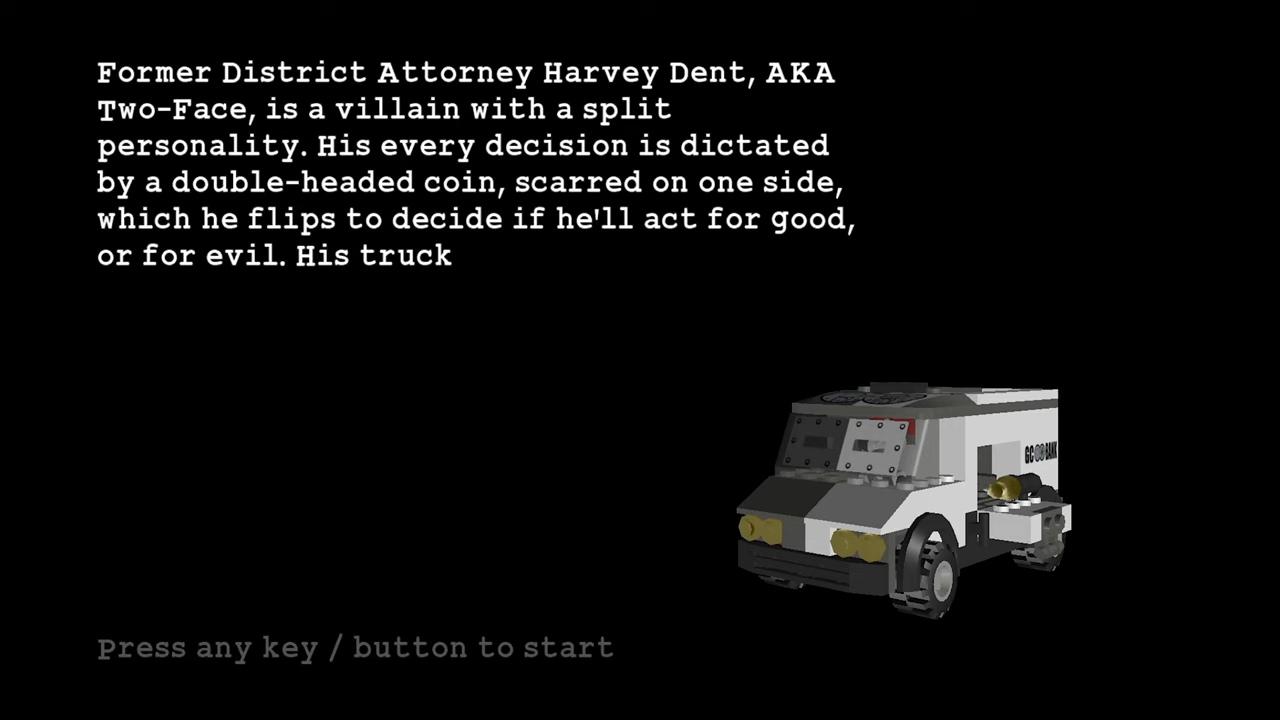 Former District Attorney Harvey Dent, AKA
Two-Face, is a villain with a split
personality. His every decision is dictated
by a double-headed coin, scarred on one side,
which he flips to decide if he'll act for good,
or for evil. His truck
GC BANK
Press any key / button to start